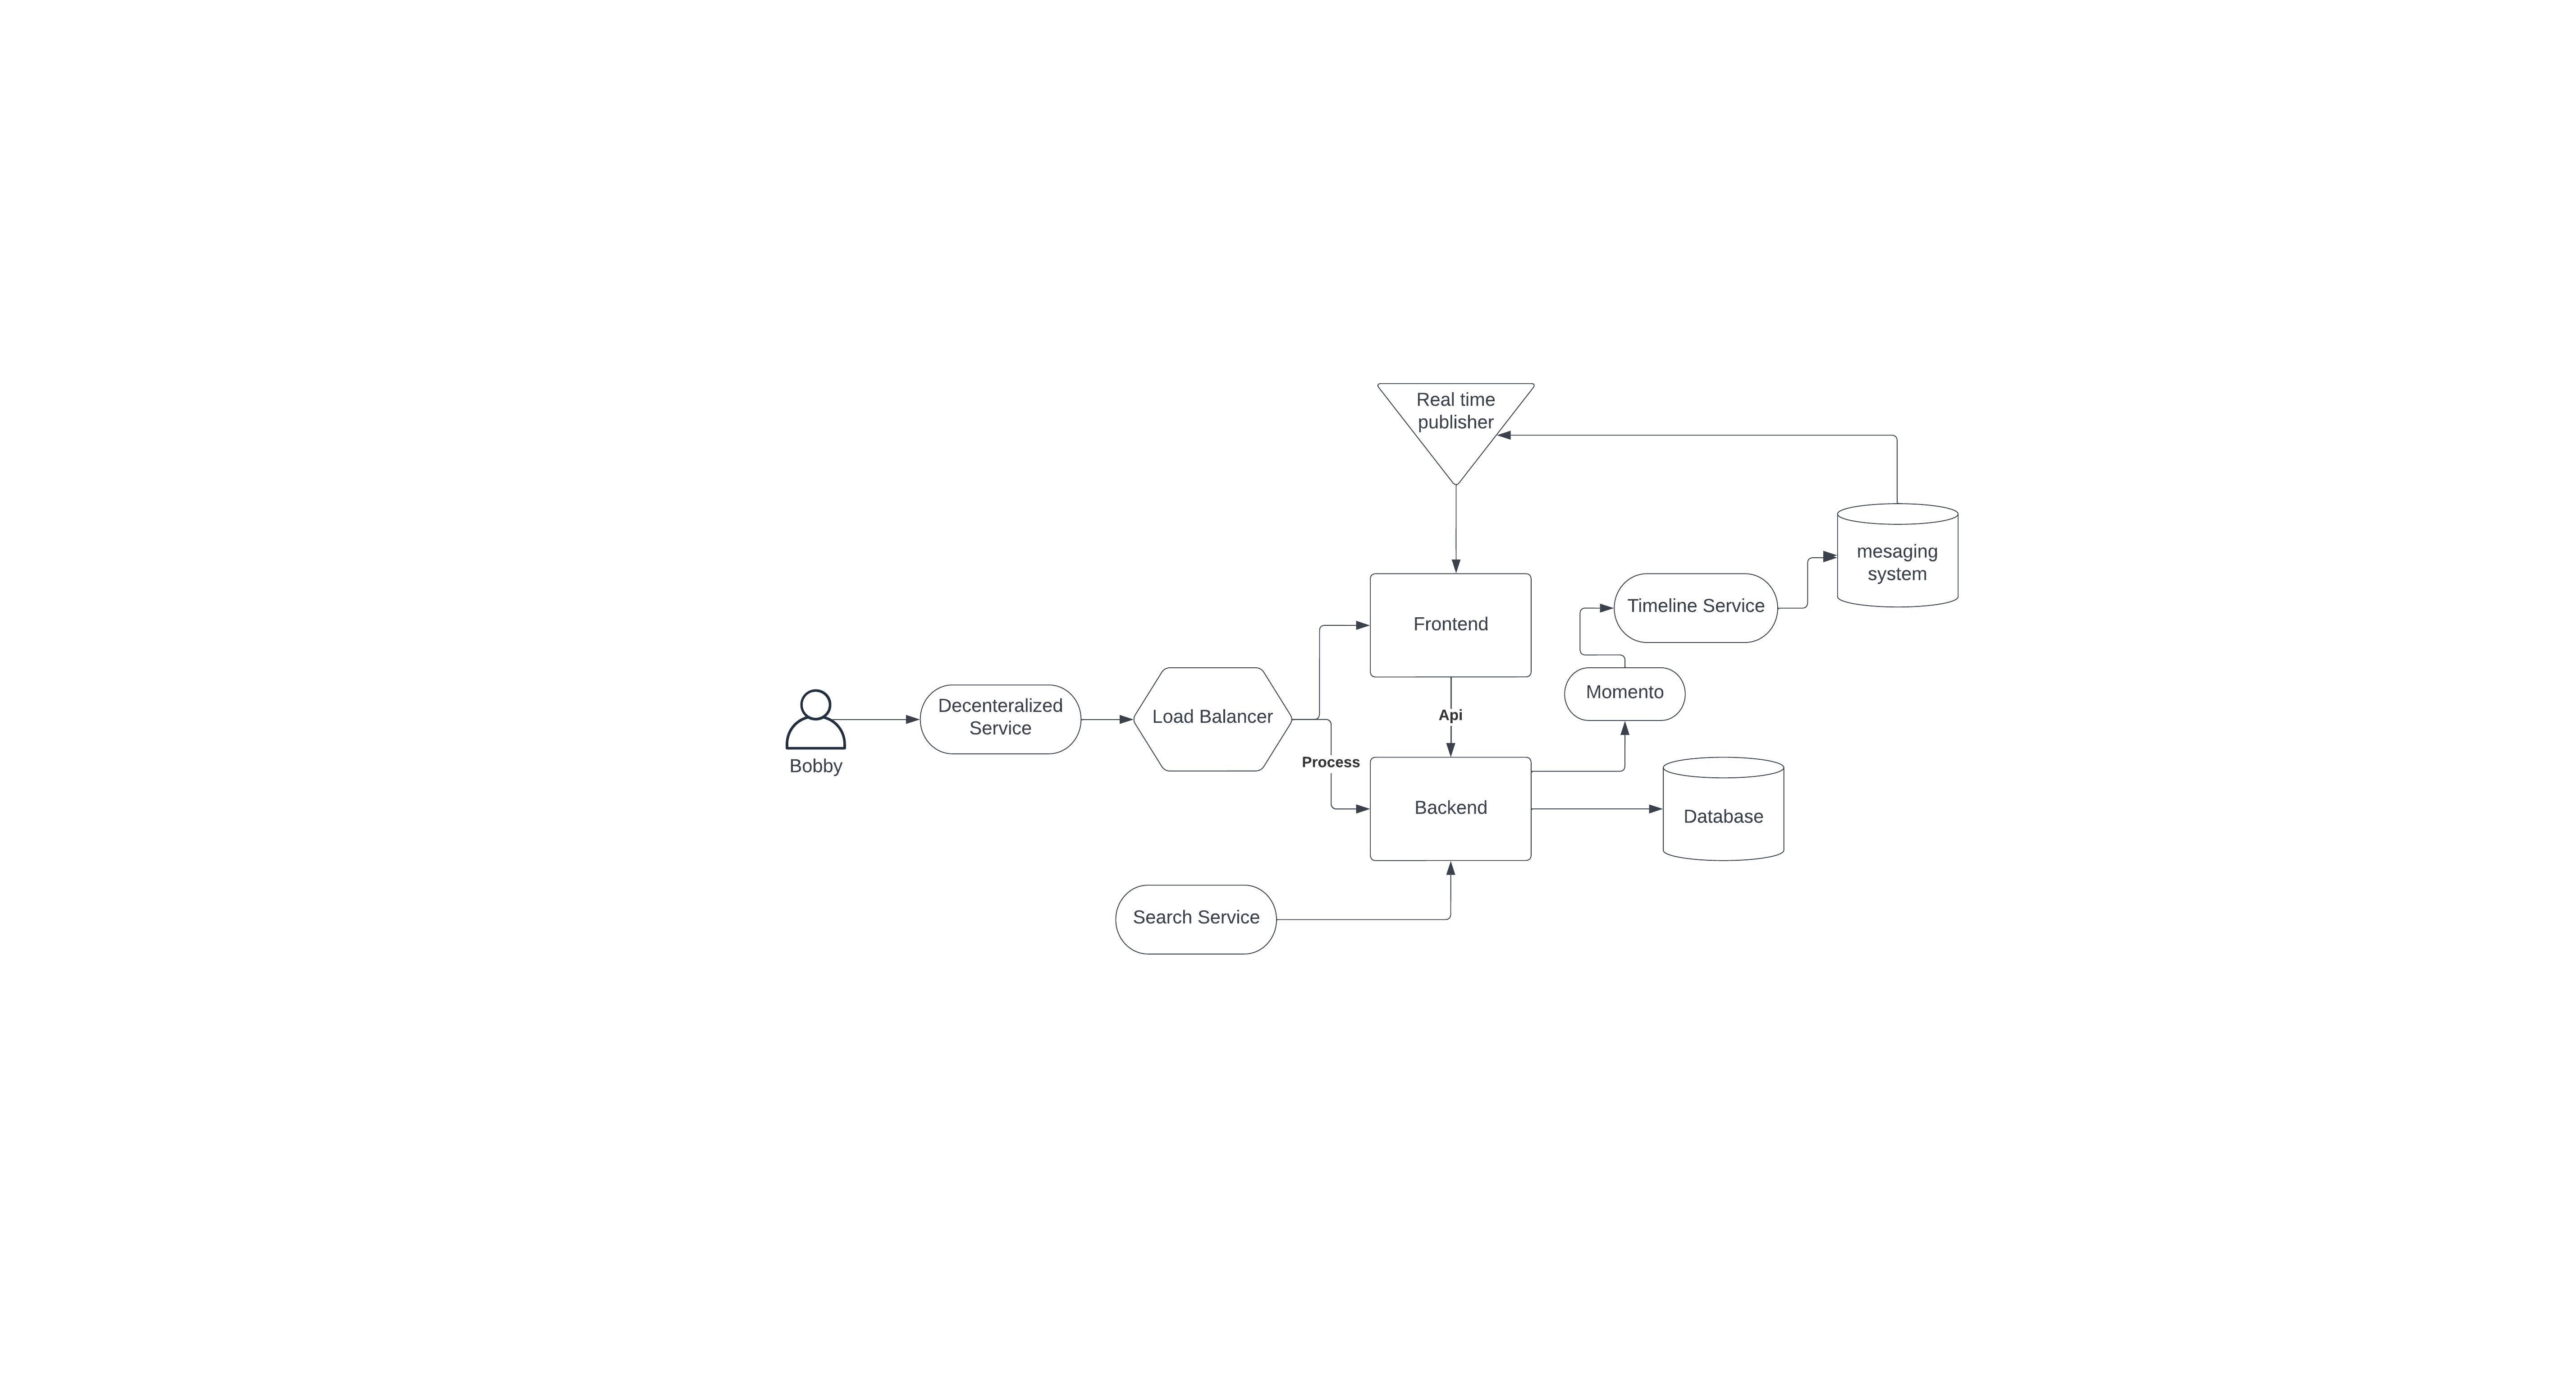 Real time
publisher
mesaging
system
Timeline Service
Frontend
Momento
Decenteralized
Service
Load Balancer
Api
Bobby
Process
Backend
Database
Search Service